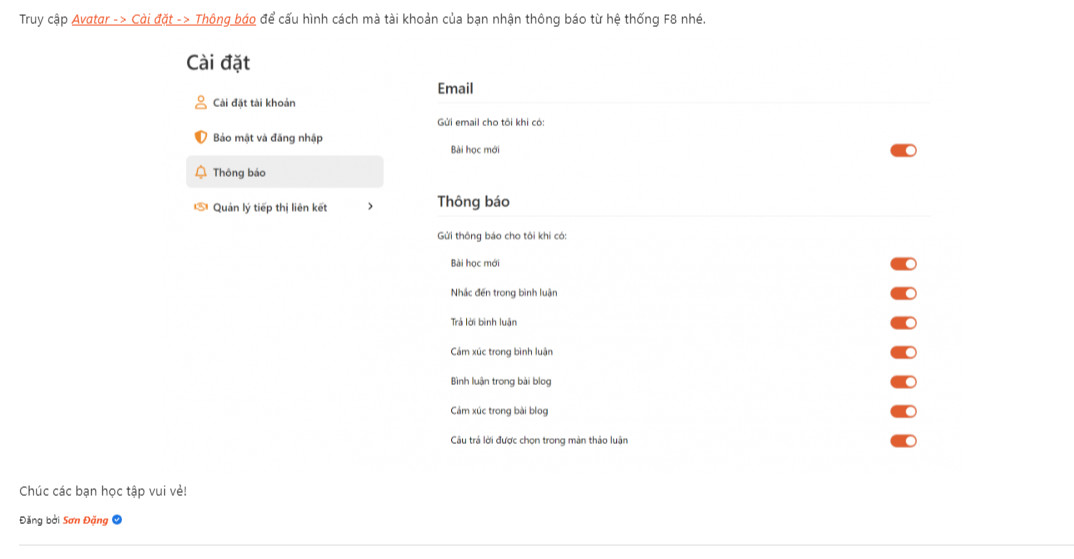 Truy cập Avatar -> Cài đặt -> Thông báo để cấu hình cách mà tài khoản của bạn nhận thông báo từ hệ thống F8 nhé.
Cài đặt
Cài đặt tài khoản
Bảo mật và đăng nhập
Thông báo
Quản lý tiếp thị liên kết
Email
Gửi email cho tôi khi có:
Bài học mới
Thông báo
Gửi thông báo cho tôi khi có:
Bài học mới
Nhắc đến trong bình luận
Trả lời bình luận
Cảm xúc trong bình luận
Bình luận trong bài blog
Cảm xúc trong bài blog
Câu trả lời được chọn trong màn thảo luận
Chúc các bạn học tập vui vẻ!
Đăng bởi Sơn Đặng